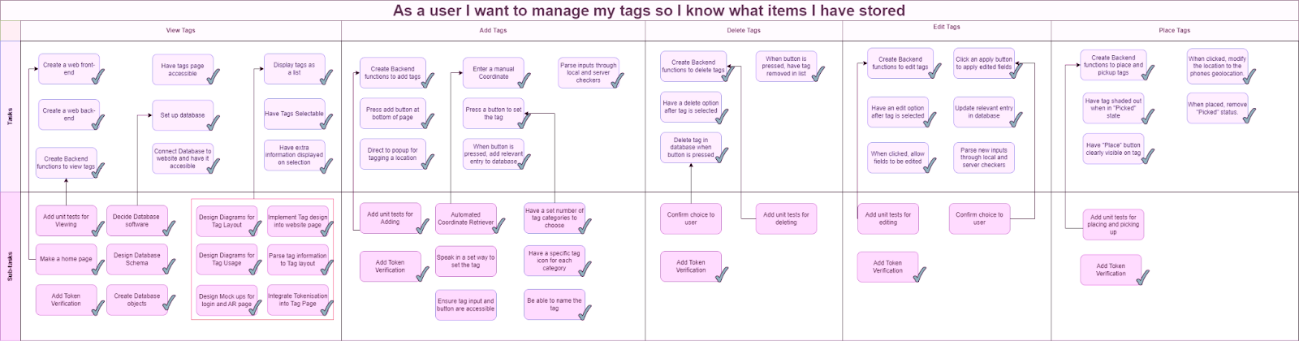 As a user I want to manage my tags so I know what items I have stored
View Tags
Add Tags
Delete Tags
Edit Tags
Place Tags
Tasks
Create a web front-
end
Have tags page
accessible
Display tags as
a list
Create a web back-
end
Set up database
Have Tags Selectable
Create Backend
functions to view tags
Connect Database to
website and have it
accesible
Have extra
information displayed
on selection
Create Backend
functions to add tags
Enter a manual
Coordinate
Parse inputs through
local and server
checkers
Press add button at
bottom of page
Press a button to set
the tag
Direct to popup for
tagging a location
When button is
pressed, add relevant
entry to database
Create Backend
functions to delete tags
When button is
pressed, have tag
removed in list
Have a delete option
after tag is selected
Delete tag in
database when
button is pressed
Create Backend
functions to edit tags
Click an apply button
to apply edited fields
Have an edit option
after tag is selected
Update relevant entry
in database
When clicked, allow
fields to be edited
Parse new inputs
through local and
server checkers
Create Backend
functions to place and
pickup tags
When clicked, modify
the location to the
phones geolocation.
Have tag shaded out
when in "Picked"
state
When placed, remove
"Picked" status
Have "Place" button
clearly visible on tag
Sub-tasks
Add unit tests for
Viewing
Decide Database
software
Design Diagrams for
Tag Layout
Implement Tag design
into website page
Make a home page
Design Database
Schema
Design Diagrams for
Tag Usage
Parse tag information
to Tag layout
Add Token
Verification
Create Database
objects
Design Mock ups for
login and AR page
Integrate Tokenisation
into Tag Page
Add unit tests for
Adding
Automated
Coordinate Retriever
Have a set number of
tag categories to
choose
Add Token
Verification
Speak in a set way to
set the tag
Have a specific tag
icon for each
category
Ensure tag input and
button are accessible
Be able to name the
tag
Confirm choice to
user
Add unit tests for
deleting
Add Token
Verification
Add unit tests for
editing
Confirm choice to
user
Add Token
Verification
Add unit tests for
placing and picking
up
Add Token
Verification